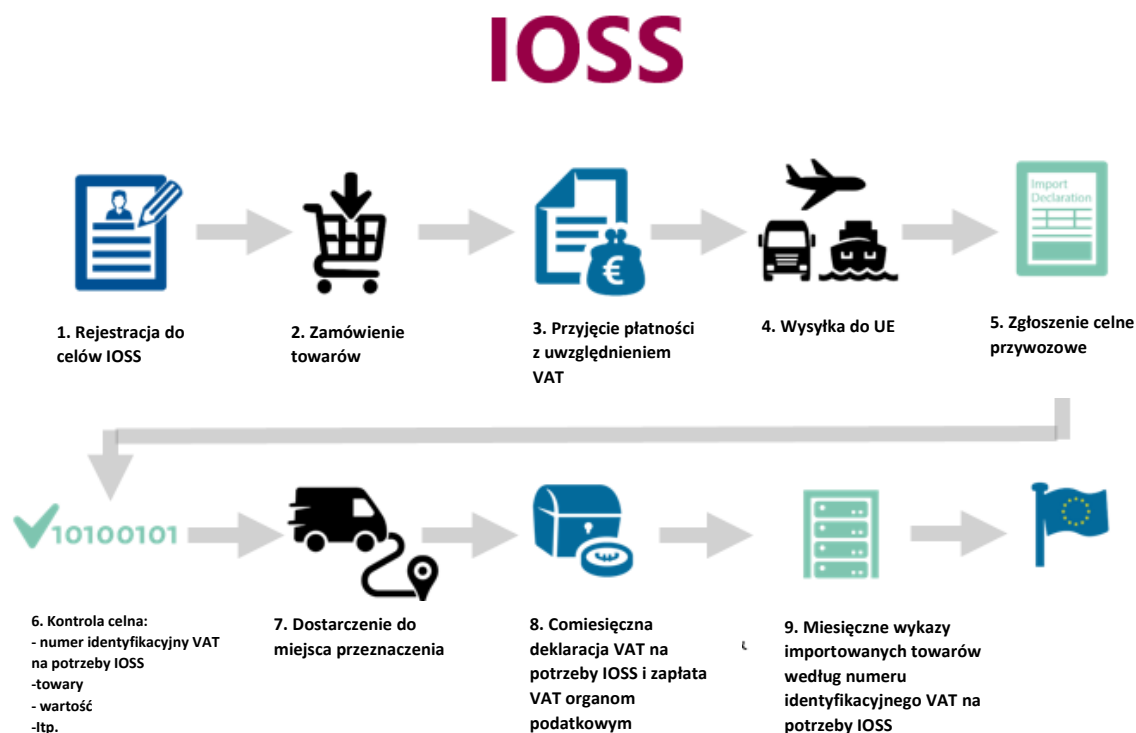 IOSS
Import
Declaration
1. Rejestracja do
celów IOSS
2. Zamówienie
towarów
3. Przyjęcie płatności
z uwzględnieniem
VAT
4. Wysyłka do UE
5. Zgłoszenie celne
przywozowe
10100101
6. Kontrola celna:
- numer identyfikacyjny VAT
na potrzeby IOSS
-towary
- wartość
-Itp.
7. Dostarczenie do
miejsca przeznaczenia
8. Comiesięczna
deklaracja VAT na
potrzeby IOSS i zapłata
VAT organom
podatkowym
9. Miesięczne wykazy
importowanych towarów
według numeru
identyfikacyjnego VAT na
potrzeby IOSS